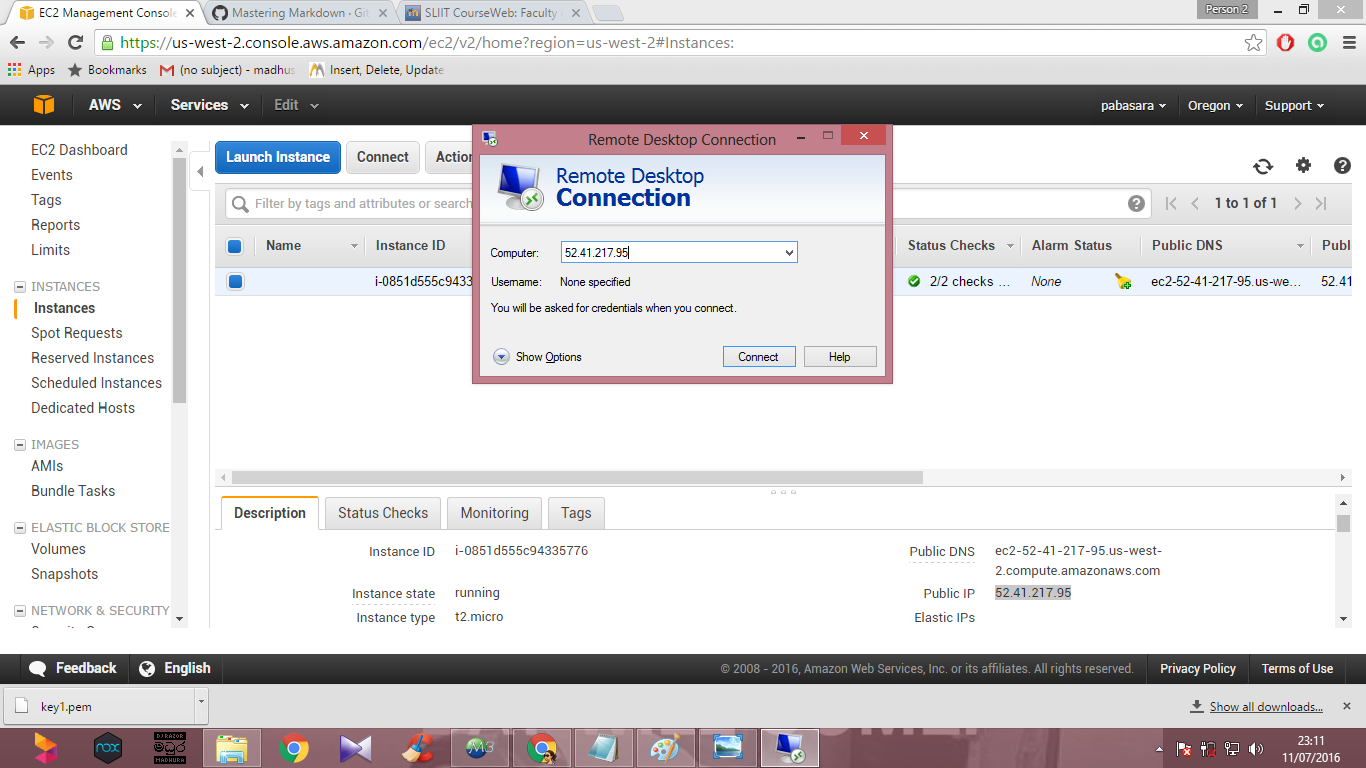 EC2 Management Console
Mastering Markdown · Git
SLIIT CourseWeb: Faculty
Person 2
https://us-west-2.console.aws.amazon.com/ec2/v2/home?region=us-west-2#Instances:
Apps
Bookmarks
(no subject) - madhus
Insert, Delete, Update
AWS
Services
Edit
pabasara
Oregon
Support
EC2 Dashboard
Events
Tags
Reports
Limits
INSTANCES
Instances
Spot Requests
Reserved Instances
Scheduled Instances
Dedicated Hosts
IMAGES
AMIs
Bundle Tasks
ELASTIC BLOCK STORE
Volumes
Snapshots
NETWORK & SECURITY
Launch Instance
Connect
Action
Filter by tags and attributes or search
1 to 1 of 1
Name
Instance ID
Status Checks
Alarm Status
Public DNS
Publ
i-0851d555c9433
2/2 checks ...
None
ec2-52-41-217-95.us-we...
52.41
Remote Desktop Connection
Remote Desktop
Connection
Computer:
52.41.217.95
Username:
None specified
You will be asked for credentials when you connect.
Show Options
Connect
Help
Description
Status Checks
Monitoring
Tags
Instance ID
i-0851d555c94335776
Instance state
running
Instance type
t2.micro
Public DNS
ec2-52-41-217-95.us-west-
2.compute.amazonaws.com
Public IP
52.41.217.95
Elastic IPs
Feedback
English
© 2008 - 2016, Amazon Web Services, Inc. or its affiliates. All rights reserved.
Privacy Policy
Terms of Use
key1.pem
Show all downloads...
nox
DJ RAZOR
MADHURA
M3
23:11
11/07/2016